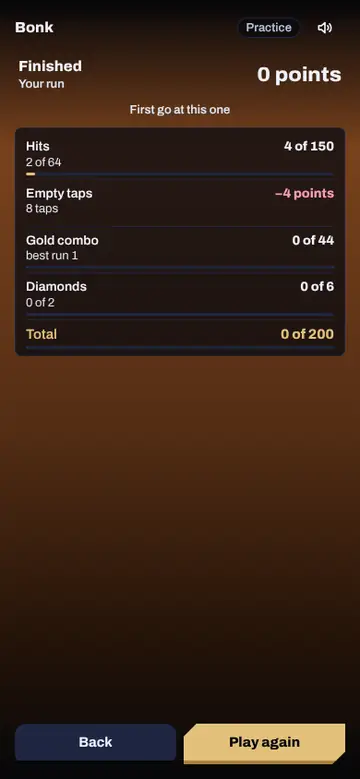 Bonk
Practice
Finished
Your run
0 points
First go at this one
Hits
4 of 150
2 of 64
Empty taps
−4 points
8 taps
Gold combo
0 of 44
best run 1
Diamonds
0 of 6
0 of 2
Total
0 of 200
Back
Play again